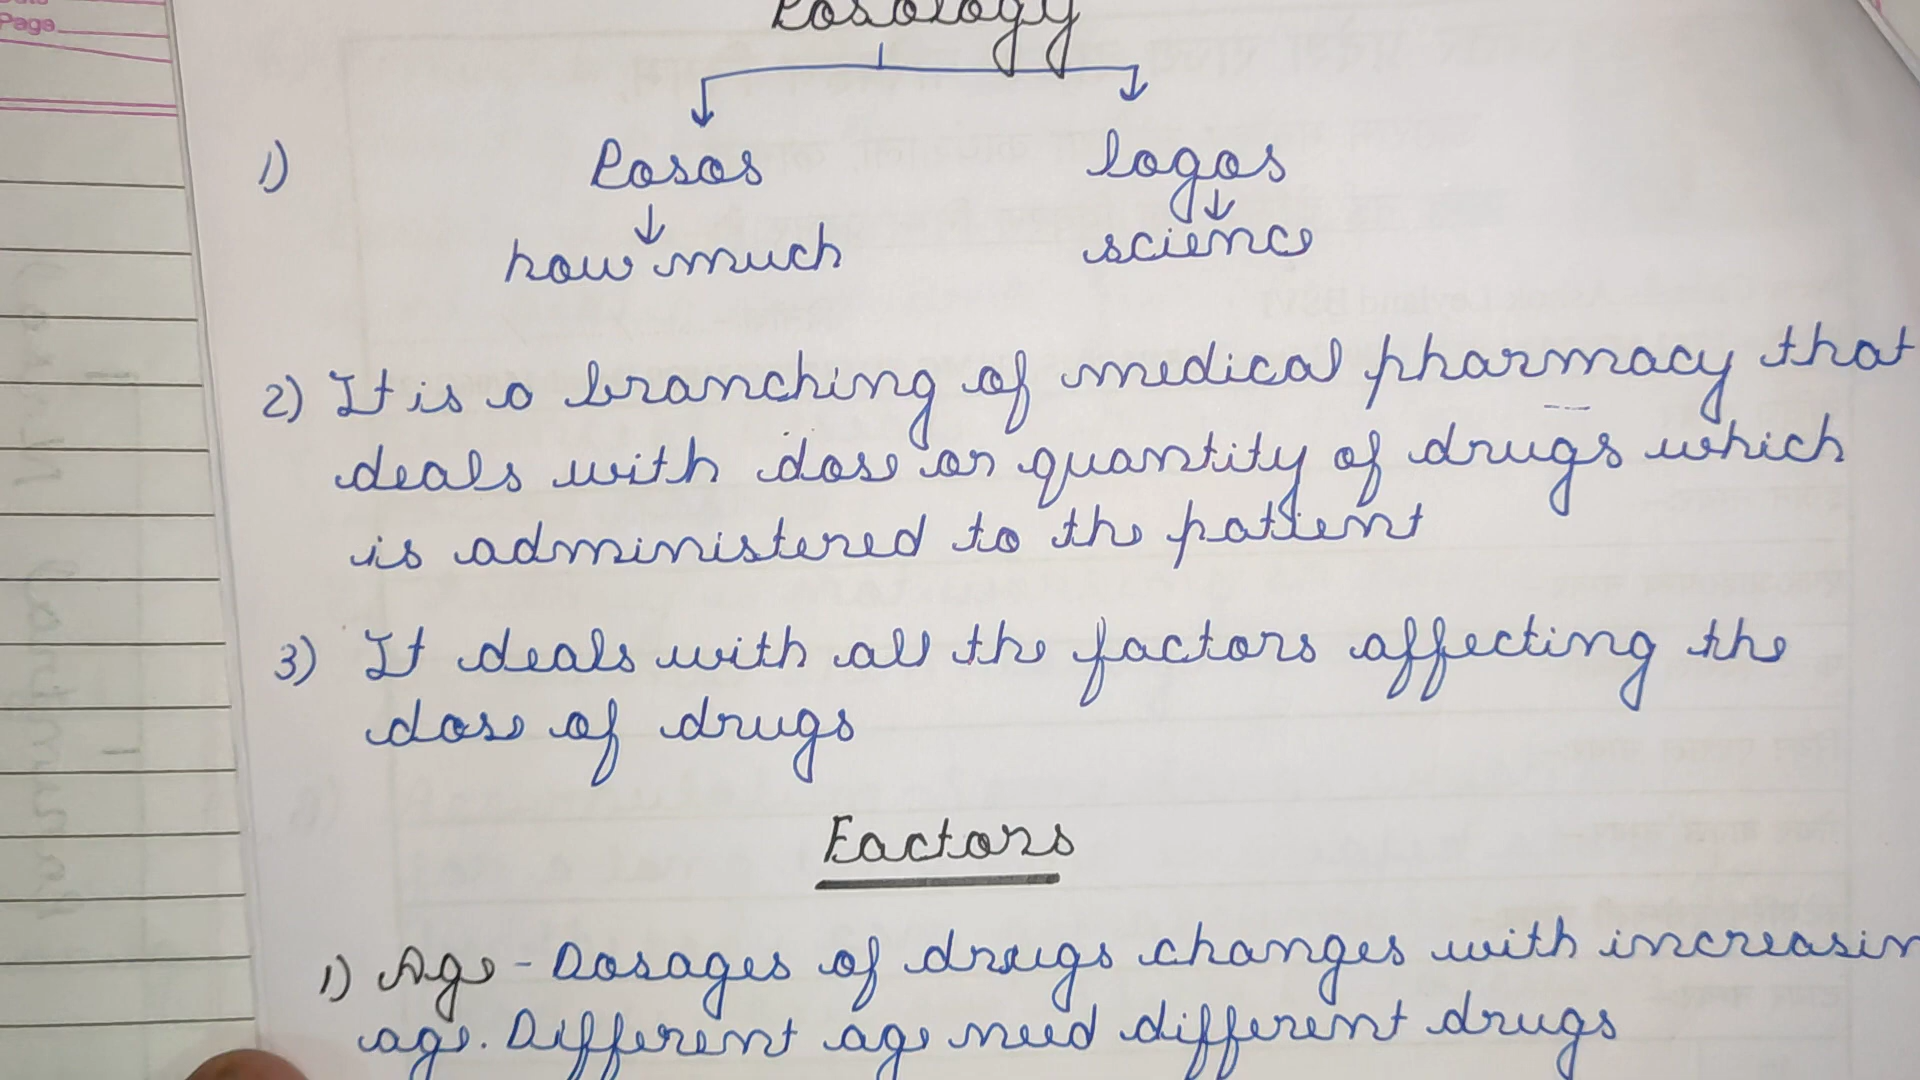 Page
Posology
1) Posos logos
how much science
2) It is a branching of medical pharmacy that
deals with dose or quantity of drugs which
is administered to the patient
3) It deals with all the factors affecting the
dose of drugs
Factors
1) Age - Dosages of drugs changes with increasin
age. Different age need different drugs